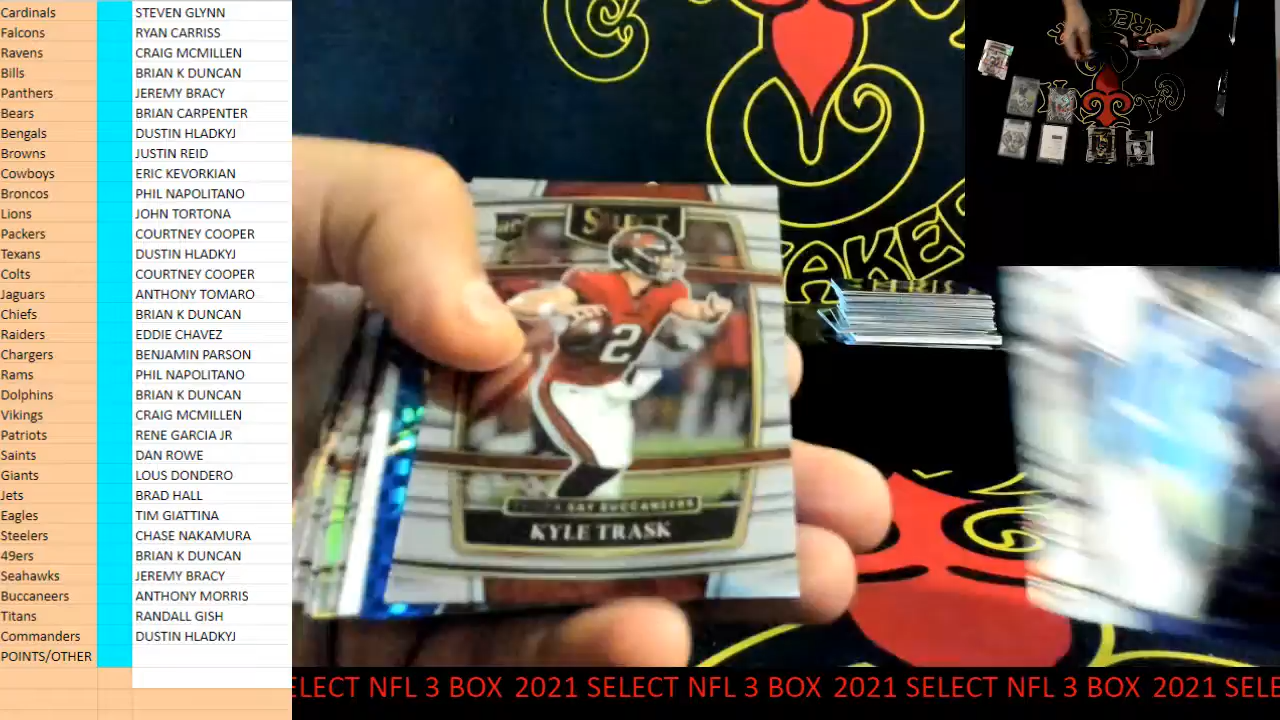 Cardinals STEVEN GLYNN
Falcons RYAN CARRISS
Ravens CRAIG MCMILLEN
Bills BRIAN K DUNCAN
Panthers JEREMY BRACY
Bears BRIAN CARPENTER
Bengals DUSTIN HLADKYJ
Browns JUSTIN REID
Cowboys ERIC KEVORKIAN
Broncos PHIL NAPOLITANO
Lions JOHN TORTONA
Packers COURTNEY COOPER
Texans DUSTIN HLADKYJ
Colts COURTNEY COOPER
Jaguars ANTHONY TOMARO
Chiefs BRIAN K DUNCAN
Raiders EDDIE CHAVEZ
Chargers BENJAMIN PARSON
Rams PHIL NAPOLITANO
Dolphins BRIAN K DUNCAN
Vikings CRAIG MCMILLEN
Patriots RENE GARCIA JR
Saints DAN ROWE
Giants LOUS DONDERO
Jets BRAD HALL
Eagles TIM GIATTINA
Steelers CHASE NAKAMURA
49ers BRIAN K DUNCAN
Seahawks JEREMY BRACY
Buccaneers ANTHONY MORRIS
Titans RANDALL GISH
Commanders DUSTIN HLADKYJ
POINTS/OTHER
SELECT
2
BAY BUCCANEERS
KYLE TRASK
ELECT NFL 3 BOX 2021 SELECT NFL 3 BOX 2021 SELECT NFL 3 BOX 2021 SELE